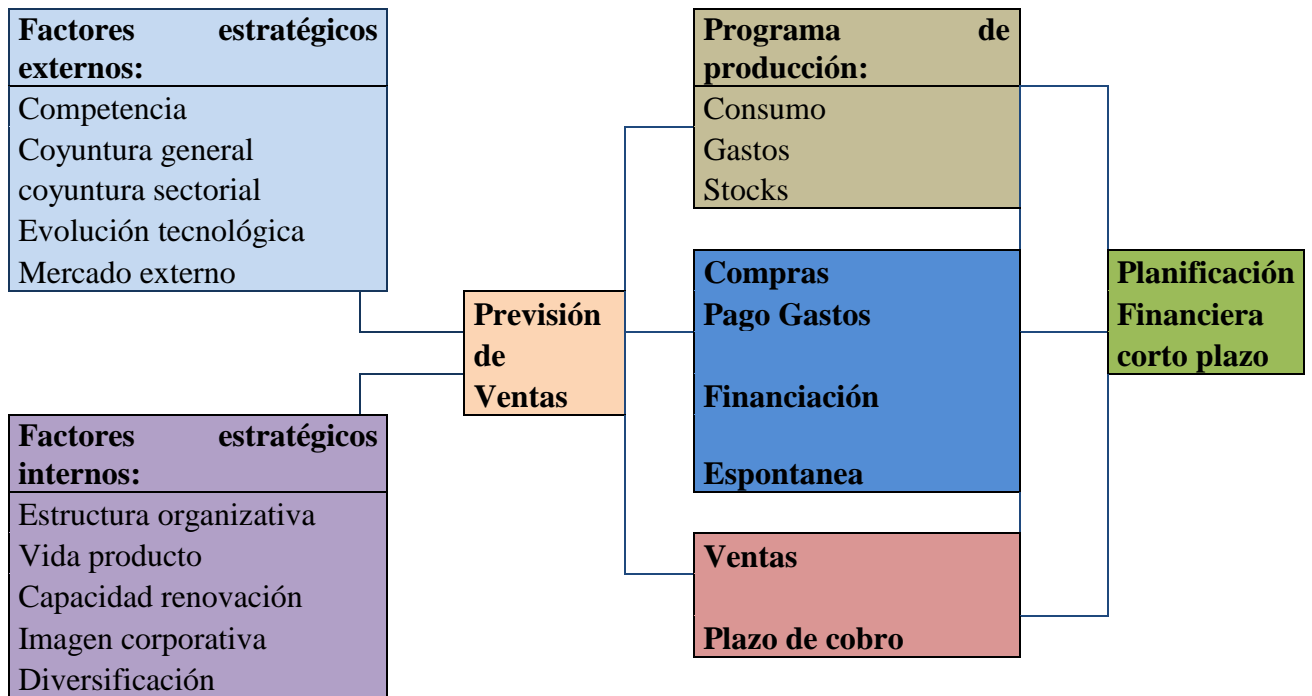 Factores estratégicos
externos:
Competencia
Coyuntura general
coyuntura sectorial
Evolución tecnológica
Mercado externo
Factores estratégicos
internos:
Estructura organizativa
Vida producto
Capacidad renovación
Imagen corporativa
Diversificación
Previsión
de
Ventas
Programa de
producción:
Consumo
Gastos
Stocks
Compras
Pago Gastos
Financiación
Espontanea
Ventas
Plazo de cobro
Planificación
Financiera
corto plazo